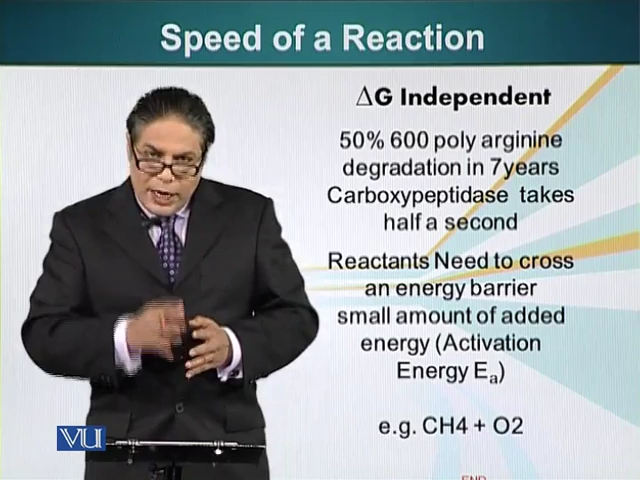 Speed of a Reaction
ΔG Independent
50% 600 poly arginine
degradation in 7years
Carboxypeptidase takes
half a second
Reactants Need to cross
an energy barrier
small amount of added
energy (Activation
Energy Ea)
e.g. CH4 + O2
VU
END